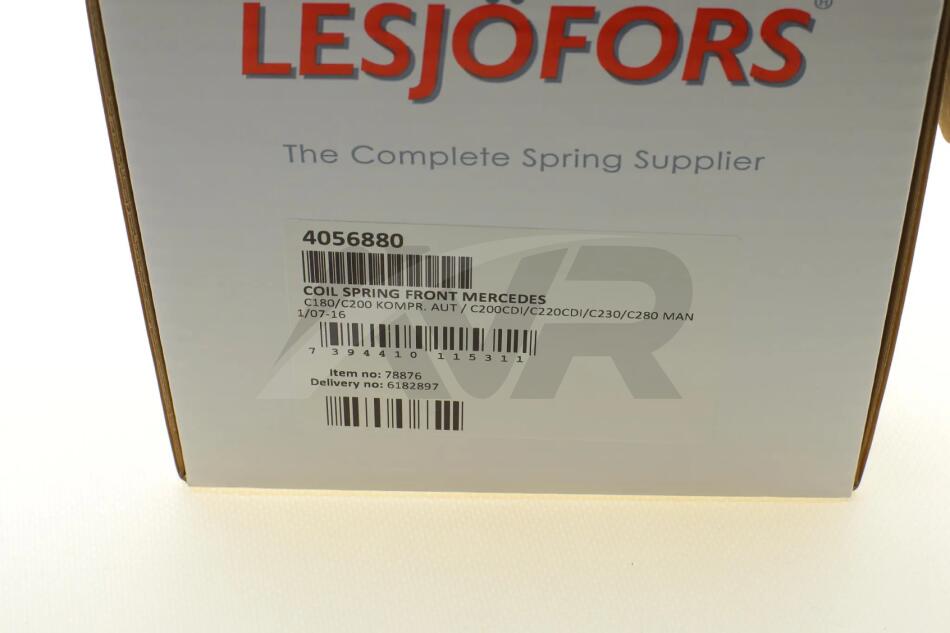 LESJÖFORS®
The Complete Spring Supplier
4056880
COIL SPRING FRONT MERCEDES
C180/C200 KOMPR. AUT / C200CDI/C220CDI/C230/C280 MAN
1/07-16
7 394410 115311
Item no: 78876
Delivery no: 6182897
AVR